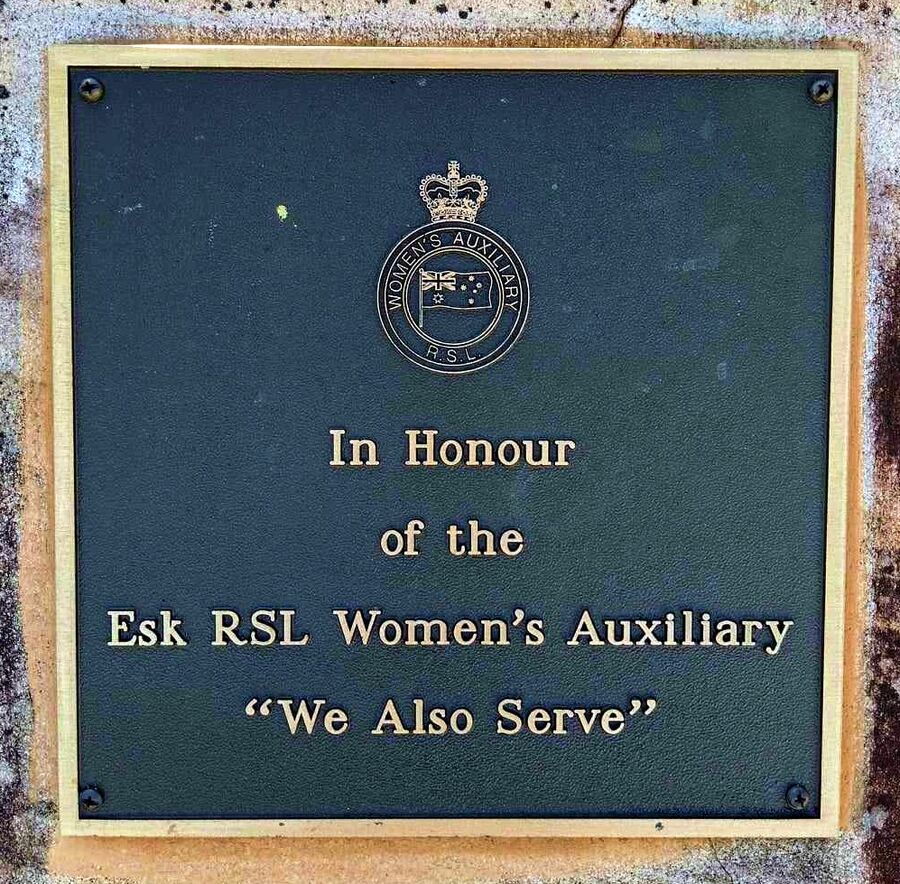 WOMEN'S AUXILIARY
R.S.L.
In Honour
of the
Esk RSL Women's Auxiliary
“We Also Serve”